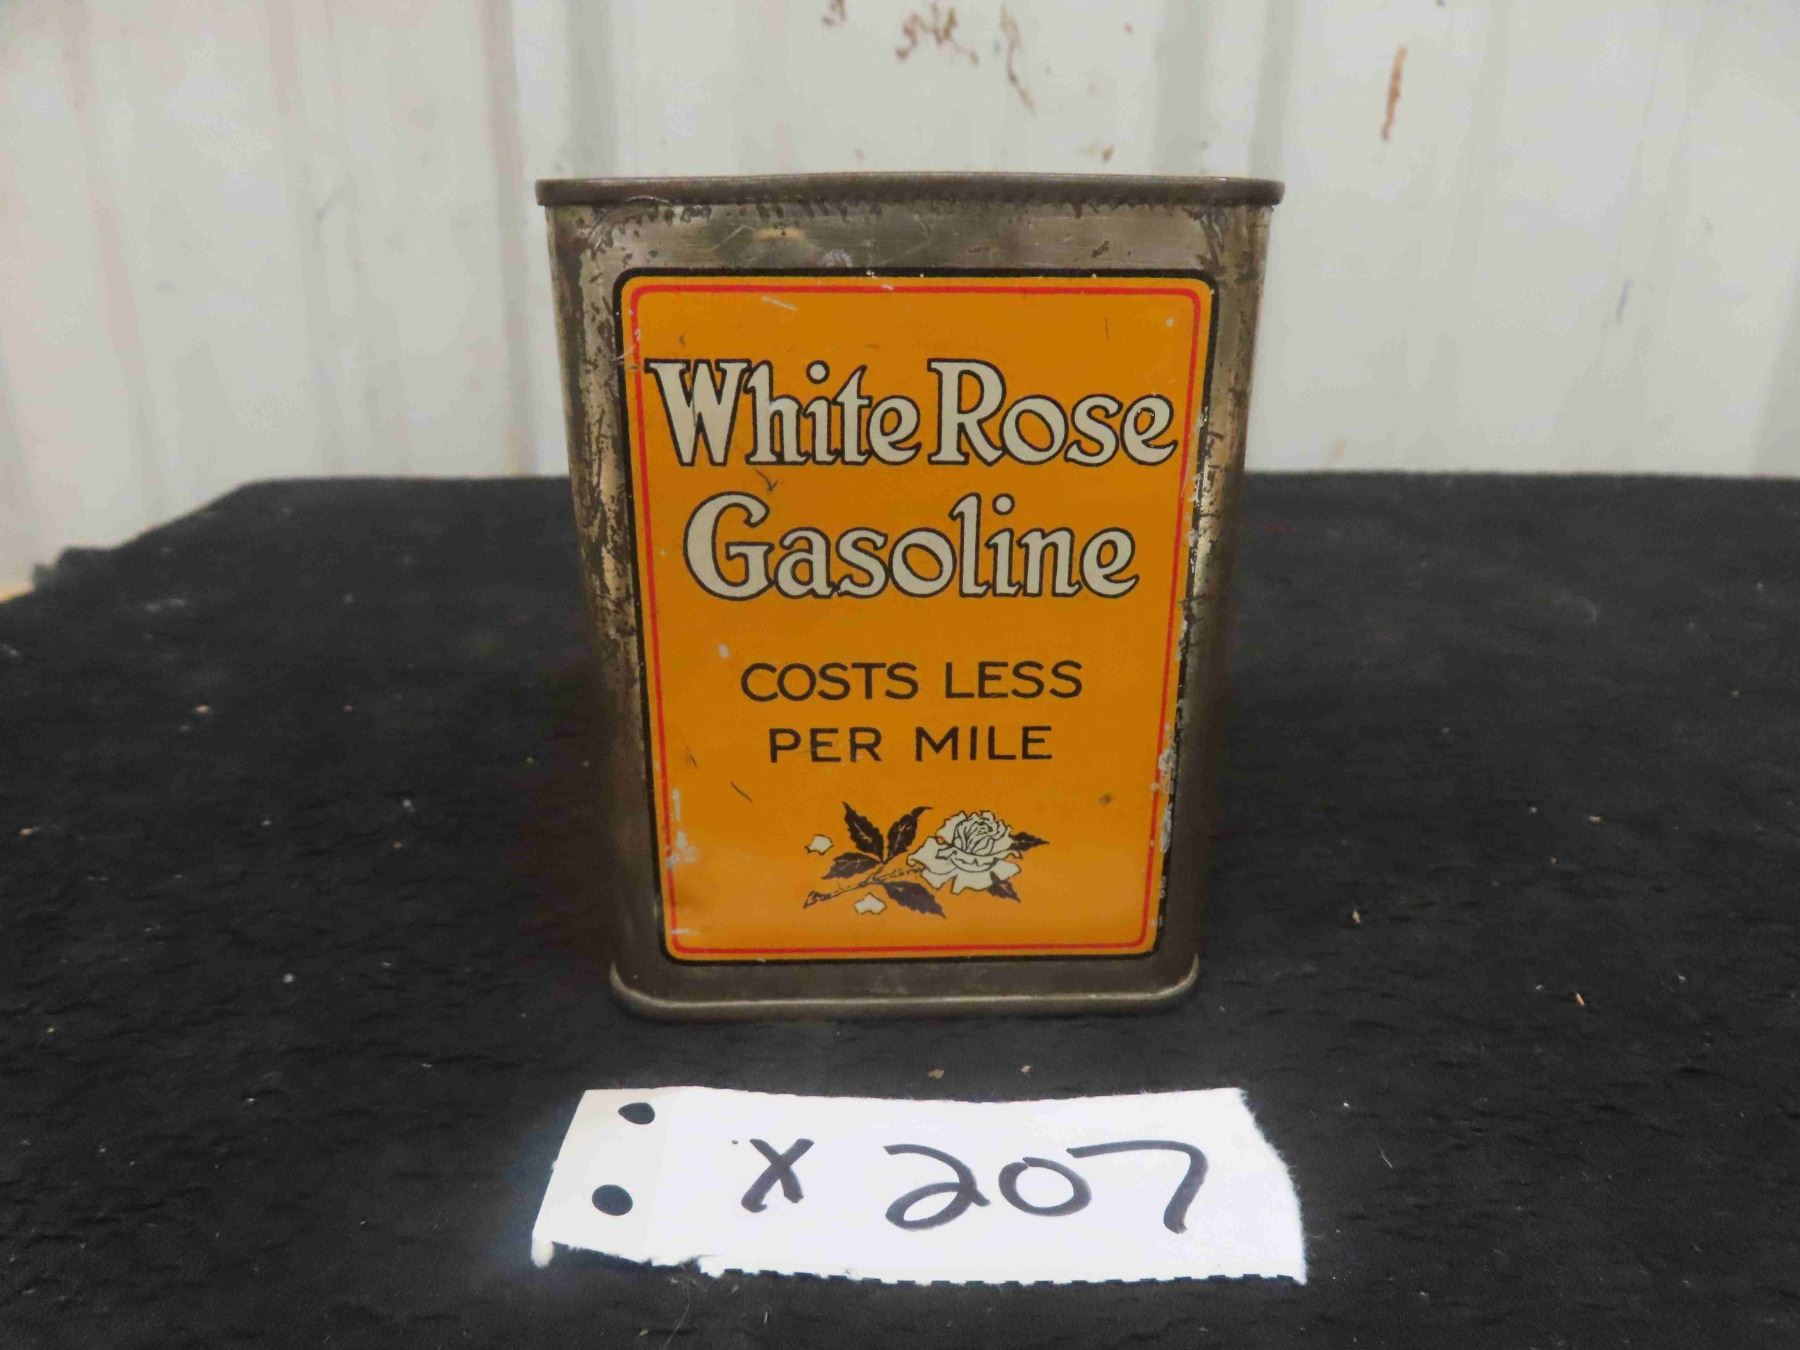 White Rose
Gasoline
COSTS LESS
PER MILE
X 207